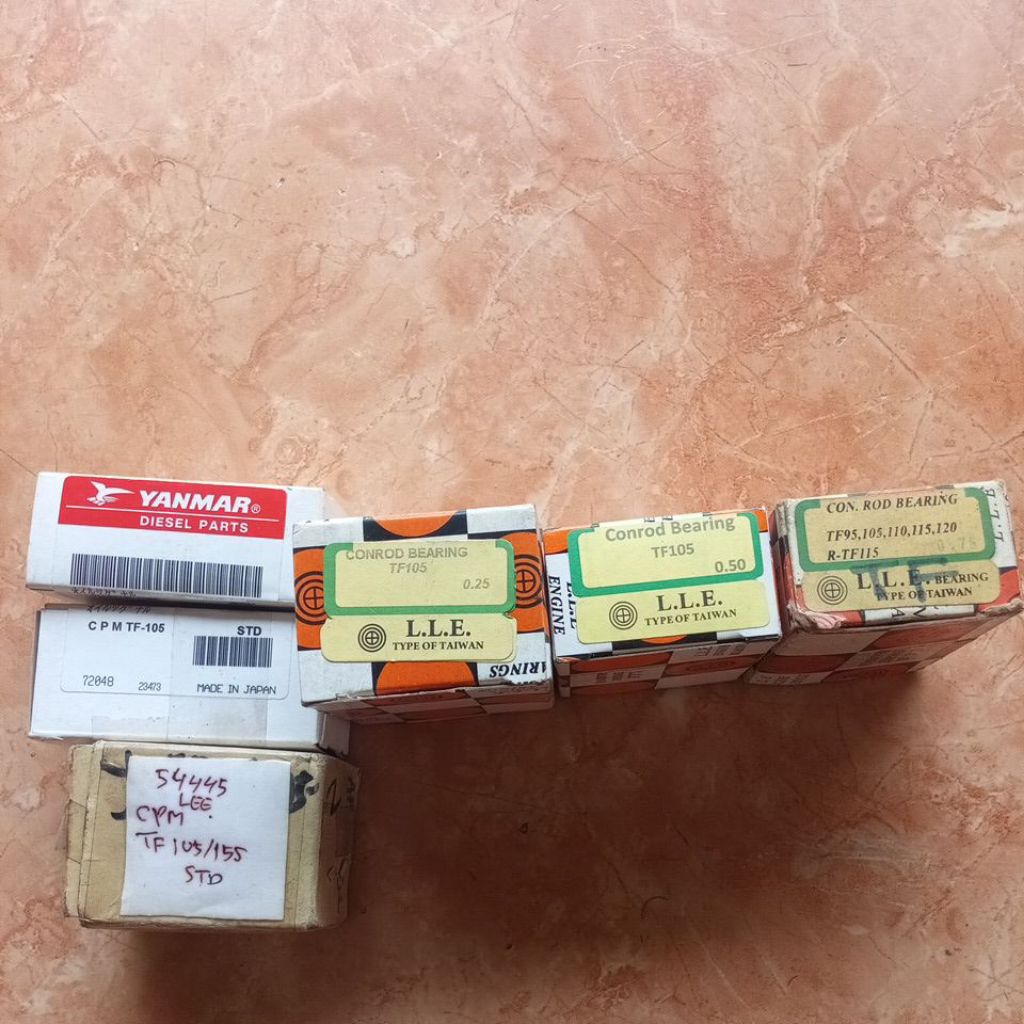 YANMAR®
DIESEL PARTS
C P M TF-105
STD
72048
23473
MADE IN JAPAN
54445
LEE
CPM
TF 105/155
STD
CONROD BEARING
TF105
0.25
L.L.E.
TYPE OF TAIWAN
ARINGS
ENGINE
L.L.E
Conrod Bearing
TF105
0.50
L.L.E.
TYPE OF TAIWAN
CON. ROD BEARING
TF95,105,110,115,120
R-TF115
L.L.E. BEARING
TYPE OF TAIWAN